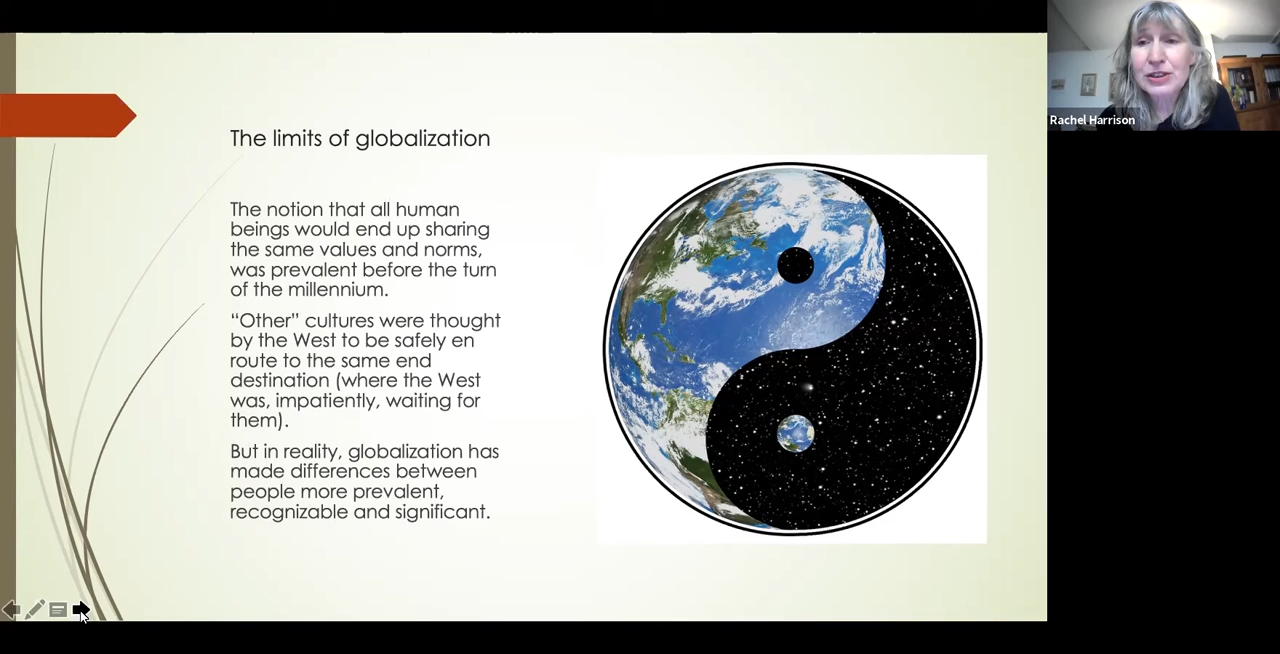 The limits of globalization
The notion that all human
beings would end up sharing
the same values and norms,
was prevalent before the turn
of the millennium.
“Other” cultures were thought
by the West to be safely en
route to the same end
destination (where the West
was, impatiently, waiting for
them).
But in reality, globalization has
made differences between
people more prevalent,
recognizable and significant.
Rachel Harrison